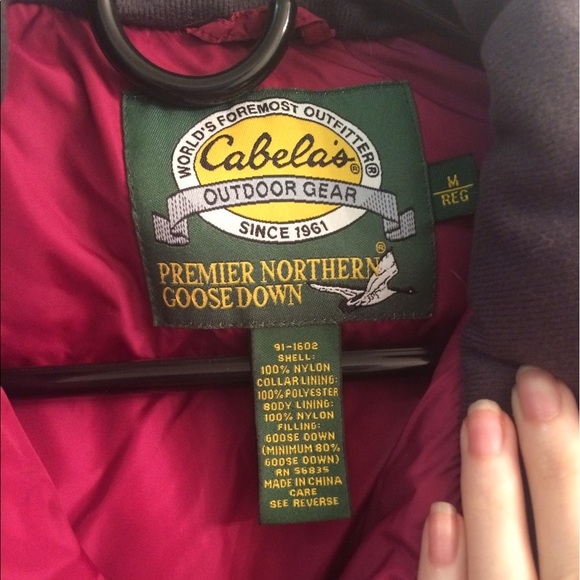 WORLD'S FOREMOST OUTFITTER®
Cabela's®
OUTDOOR GEAR
SINCE 1961
PREMIER NORTHERN®
GOOSE DOWN
M
REG
91-1602
SHELL:
100% NYLON
COLLAR LINING:
100% POLYESTER
BODY LINING:
100% NYLON
FILLING:
GOOSE DOWN
(MINIMUM 80%
GOOSE DOWN)
RN 56835
MADE IN CHINA
CARE
SEE REVERSE